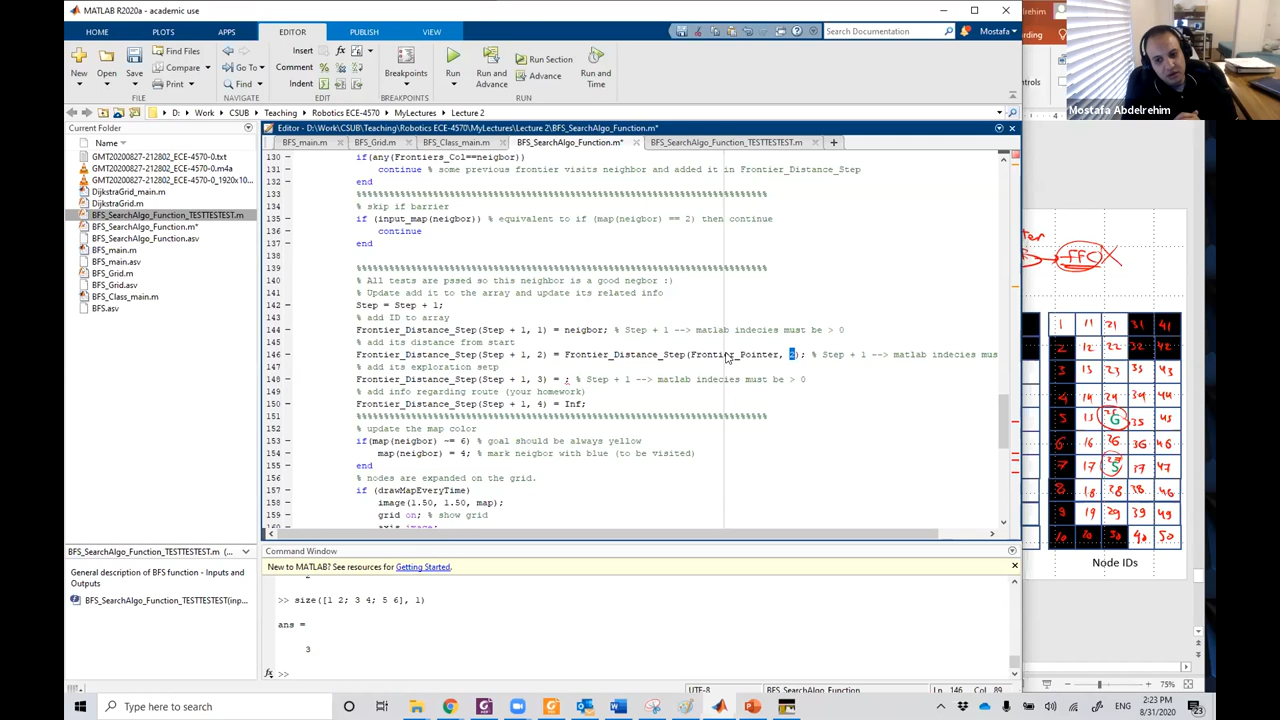 MATLAB R2020a - academic use
HOME
PLOTS
APPS
EDITOR
PUBLISH
VIEW
Search Documentation
Mostafa
New
Open
Save
Find Files
Compare
Print
Go To
Find
Insert
Comment
Indent
Breakpoints
Run
Run and
Advance
Run Section
Advance
Run and
Time
FILE
NAVIGATE
EDIT
BREAKPOINTS
RUN
Mostafa Abdelrehim
D: Work CSUB Teaching Robotics ECE-4570 MyLectures Lecture 2
Current Folder
Name
GMT20200827-212802_ECE-4570-0.txt
GMT20200827-212802_ECE-4570-0.m4a
GMT20200827-212802_ECE-4570-0_1920x10...
DijkstraGrid_main.m
DijkstraGrid.m
BFS_SearchAlgo_Function_TESTTESTEST.m
BFS_SearchAlgo_Function.m*
BFS_SearchAlgo_Function.asv
BFS_main.m
BFS_main.asv
BFS_Grid.m
BFS_Class_main.m
BFS.asv
BFS_SearchAlgo_Function_TESTTESTEST.m (...
General description of BFS function - Inputs and
Outputs
BFS_SearchAlgo_Function_TESTTESTEST(inp...
Editor - D:\Work\CSUB\Teaching\Robotics ECE-4570\MyLectures\Lecture 2\BFS_SearchAlgo_Function.m*
BFS_main.m
BFS_Grid.m
BFS_Class_main.m
BFS_SearchAlgo_Function.m*
BFS_SearchAlgo_Function_TESTTESTEST.m
130 if(any(Frontiers_Col==neigbor))
131 continue % some previous frontier visits neighbor and added it in Frontier_Distance_Step
132 end
133 %%%%%%%%%%%%%%%%%%%%%%%%%%%%%%%%%%%%%%%%%%%%%%%%%%%%%%%%%%%%%%%%%%%%
134 % skip if barrier
135 if (input_map(neigbor)) % equivalent to if (map(neigbor) == 2) then continue
136 continue
137 end
138
139 %%%%%%%%%%%%%%%%%%%%%%%%%%%%%%%%%%%%%%%%%%%%%%%%%%%%%%%%%%%%%%%%%%%%
140 % All tests are pssed so this neighbor is a good negbor :)
141 % Update add it to the array and update its related info
142 Step = Step + 1;
143 % add ID to array
144 Frontier_Distance_Step(Step + 1, 1) = neigbor; % Step + 1 --> matlab indecies must be > 0
145 % add its distance from start
146 Frontier_Distance_Step(Step + 1, 2) = Frontier_Distance_Step(Frontier_Pointer, 2); % Step + 1 --> matlab indecies mus
147 % add its exploration setp
148 Frontier_Distance_Step(Step + 1, 3) = ; % Step + 1 --> matlab indecies must be > 0
149 % add info regarding route (your homework)
150 Frontier_Distance_Step(Step + 1, 4) = Inf;
151 %%%%%%%%%%%%%%%%%%%%%%%%%%%%%%%%%%%%%%%%%%%%%%%%%%%%%%%%%%%%%%%%%%%%
152 % update the map color
153 if(map(neigbor) ~= 6) % goal should be always yellow
154 map(neigbor) = 4; % mark neigbor with blue (to be visited)
155 end
156 % nodes are expanded on the grid.
157 if (drawMapEveryTime)
158 image(1.50, 1.50, map);
159 grid on; % show grid
160 axis image;
Command Window
New to MATLAB? See resources for Getting Started.
2
>> size([1 2; 3 4; 5 6], 1)
ans =
3
fx >>
UTF-8
BFS_SearchAlgo_Function
Ln 146 Col 89
FFC
1 11 21 31 41
2 12 22 32 42
3 13 23 33 43
4 14 24 34 44
5 15 25 G 35 45
6 16 26 36 46
7 17 S 37 47
8 18 28 38
9 19 29 39 49
10 20 30 40 50
Node IDs
75%
Type here to search
ENG
2:23 PM
8/31/2020
23